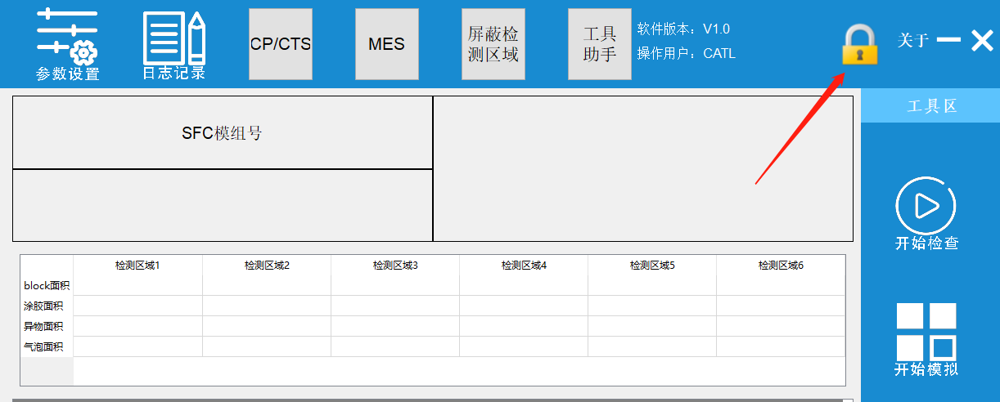 参数设置
日志记录
CP/CTS
MES
屏蔽检
测区域
工具
助手
软件版本：V1.0
操作用户：CATL
关于
SFC模组号
工具区
开始检查
开始模拟
检测区域1 检测区域2 检测区域3 检测区域4 检测区域5 检测区域6
block面积
涂胶面积
异物面积
气泡面积